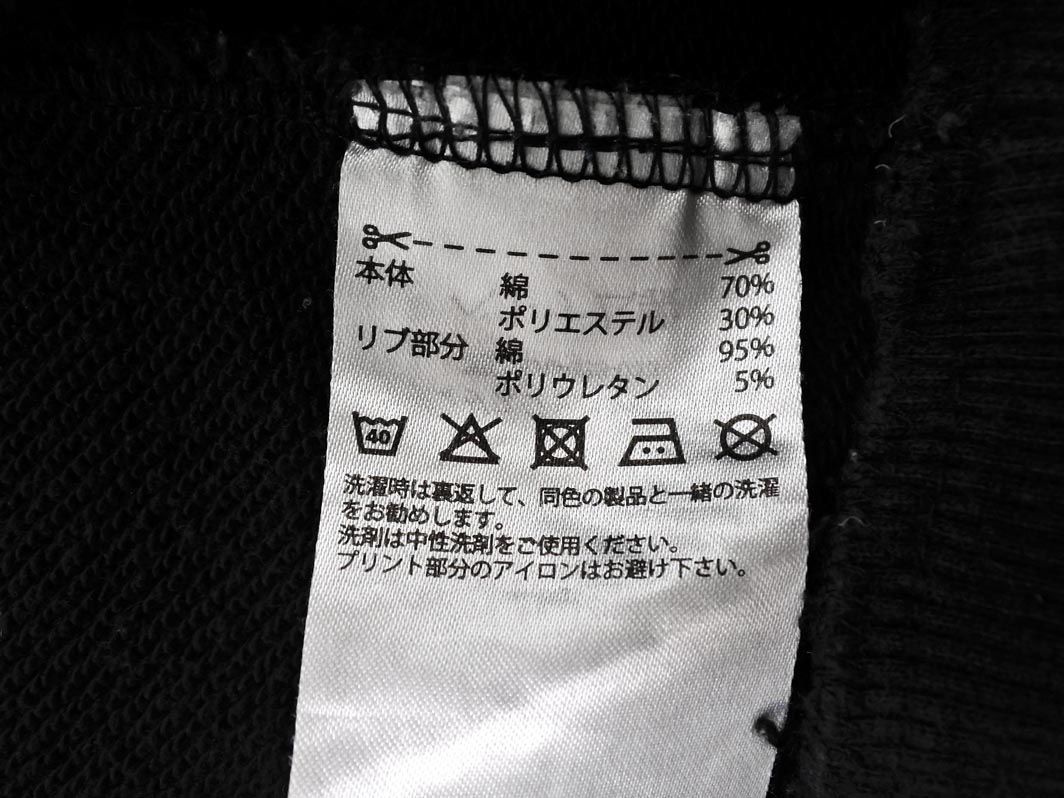 本体 綿 70%
ポリエステル 30%
リブ部分 綿 95%
ポリウレタン 5%
40
洗濯時は裏返して、同色の製品と一緒の洗濯
をお勧めします。
洗剤は中性洗剤をご使用ください。
プリント部分のアイロンはお避け下さい。